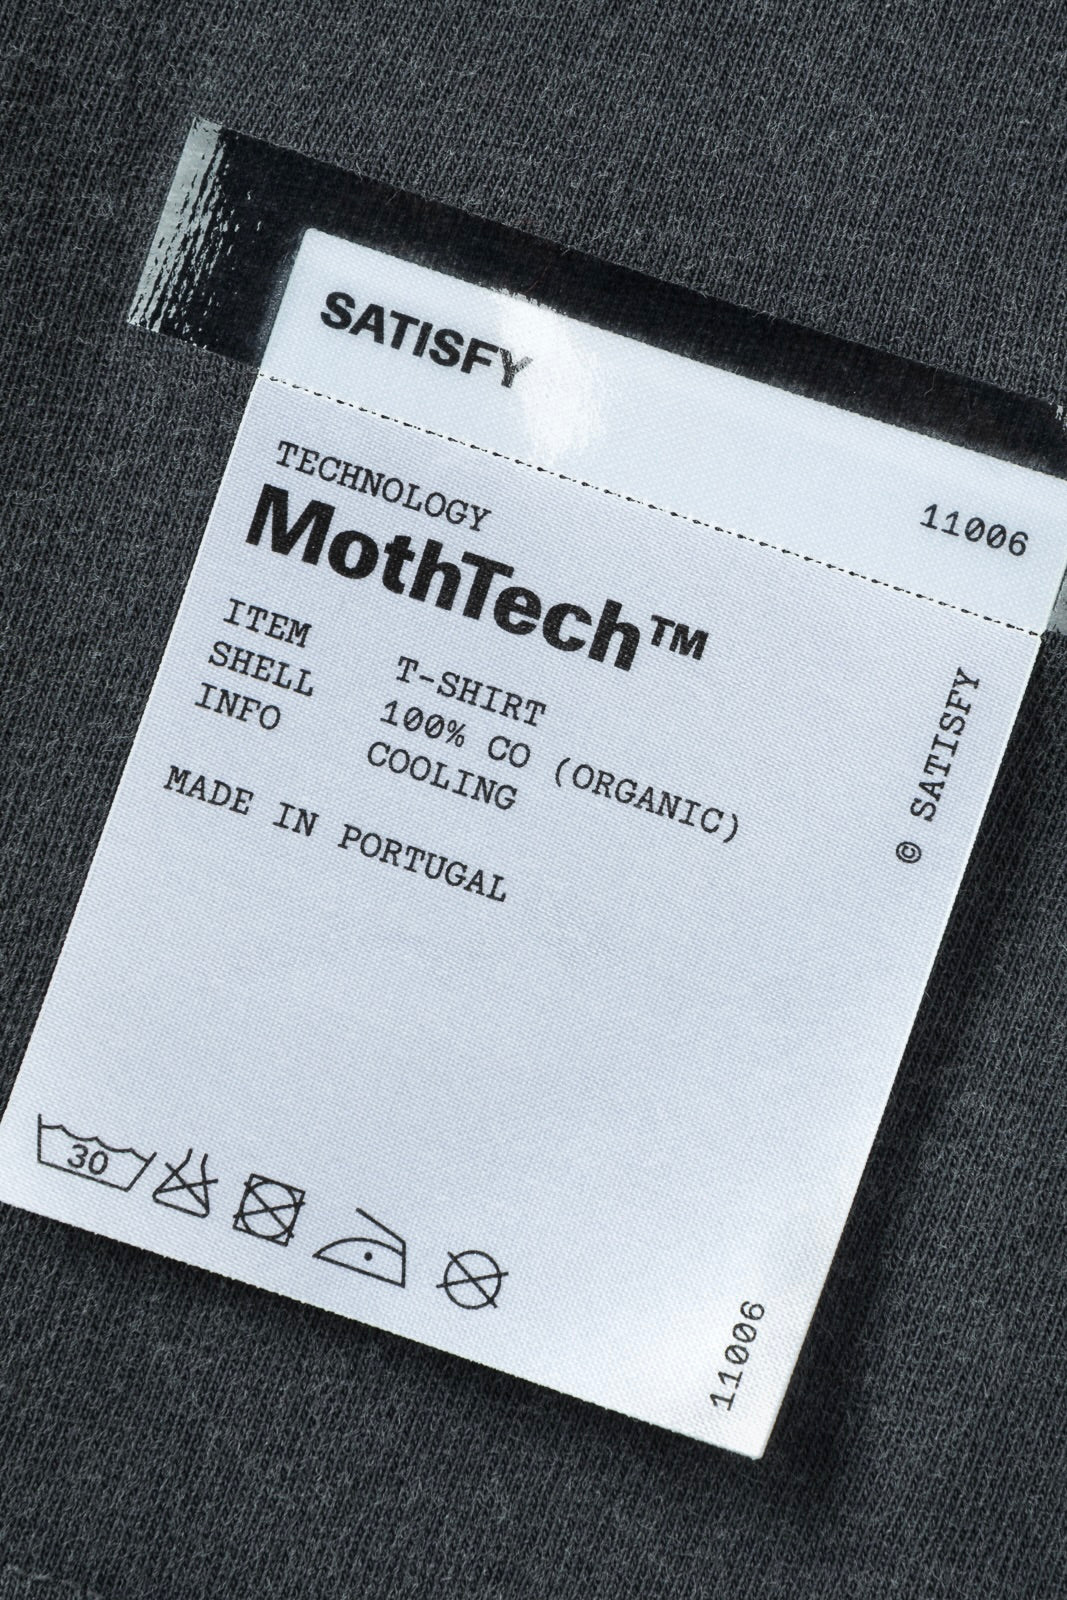 SATISFY
11006
TECHNOLOGY
MothTech™
ITEM T-SHIRT
SHELL 100% CO (ORGANIC)
INFO COOLING
MADE IN PORTUGAL
© SATISFY
30
11006